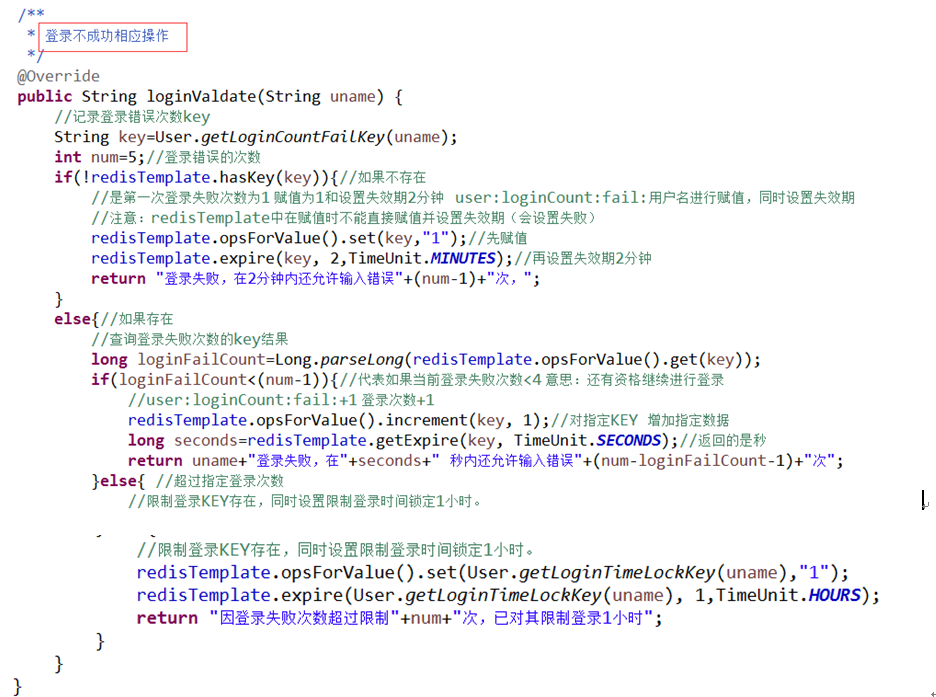 /**
* 登录不成功相应操作
*/
@Override
public String loginValdate(String uname) {
//记录登录错误次数key
String key=User.getLoginCountFailKey(uname);
int num=5;//登录错误的次数
if(!redisTemplate.hasKey(key)){//如果不存在
//是第一次登录失败次数为1 赋值为1和设置失效期2分钟 user:loginCount:fail:用户名进行赋值，同时设置失效期
//注意：redisTemplate中在赋值时不能直接赋值并设置失效期（会设置失败）
redisTemplate.opsForValue().set(key,"1");//先赋值
redisTemplate.expire(key, 2,TimeUnit.MINUTES);//再设置失效期2分钟
return "登录失败，在2分钟内还允许输入错误"+(num-1)+"次，";
}
else{//如果存在
//查询登录失败次数的key结果
long loginFailCount=Long.parseLong(redisTemplate.opsForValue().get(key));
if(loginFailCount<(num-1)){//代表如果当前登录失败次数<4 意思：还有资格继续进行登录
//user:loginCount:fail:+1 登录次数+1
redisTemplate.opsForValue().increment(key, 1);//对指定KEY 增加指定数据
long seconds=redisTemplate.getExpire(key, TimeUnit.SECONDS);//返回的是秒
return uname+"登录失败，在"+seconds+" 秒内还允许输入错误"+(num-loginFailCount-1)+"次";
}else{ //超过指定登录次数
//限制登录KEY存在，同时设置限制登录时间锁定1小时。
//限制登录KEY存在，同时设置限制登录时间锁定1小时。
redisTemplate.opsForValue().set(User.getLoginTimeLockKey(uname),"1");
redisTemplate.expire(User.getLoginTimeLockKey(uname), 1,TimeUnit.HOURS);
return "因登录失败次数超过限制"+num+"次，已对其限制登录1小时";
}
}
}